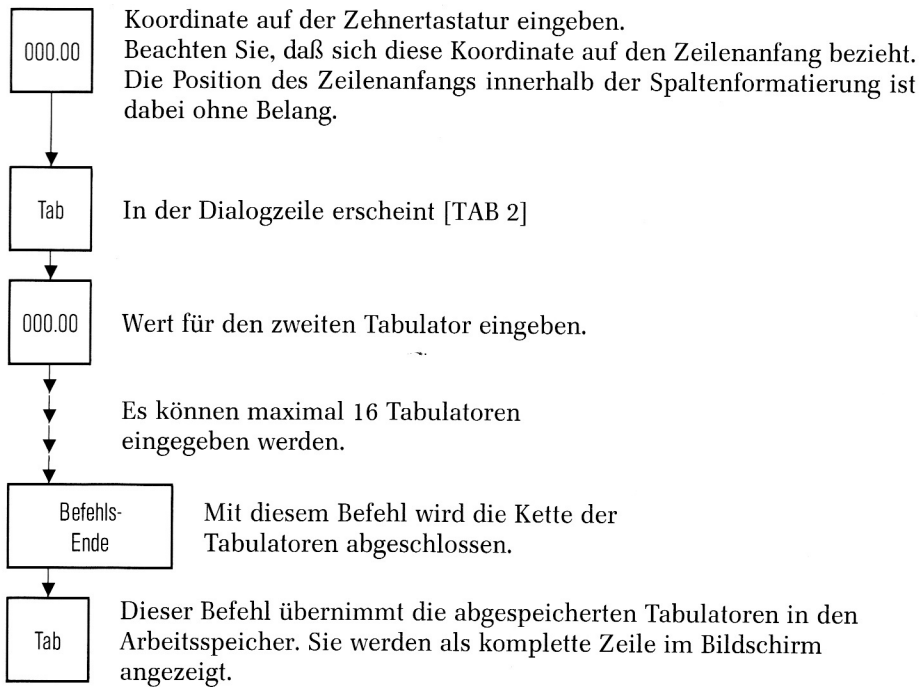 000.00
Koordinate auf der Zehnertastatur eingeben.
Beachten Sie, daß sich diese Koordinate auf den Zeilenanfang bezieht.
Die Position des Zeilenanfangs innerhalb der Spaltenformatierung ist
dabei ohne Belang.
Tab
In der Dialogzeile erscheint [TAB 2]
000.00
Wert für den zweiten Tabulator eingeben.
Es können maximal 16 Tabulatoren
eingegeben werden.
Befehls-
Ende
Mit diesem Befehl wird die Kette der
Tabulatoren abgeschlossen.
Tab
Dieser Befehl übernimmt die abgespeicherten Tabulatoren in den
Arbeitsspeicher. Sie werden als komplette Zeile im Bildschirm
angezeigt.